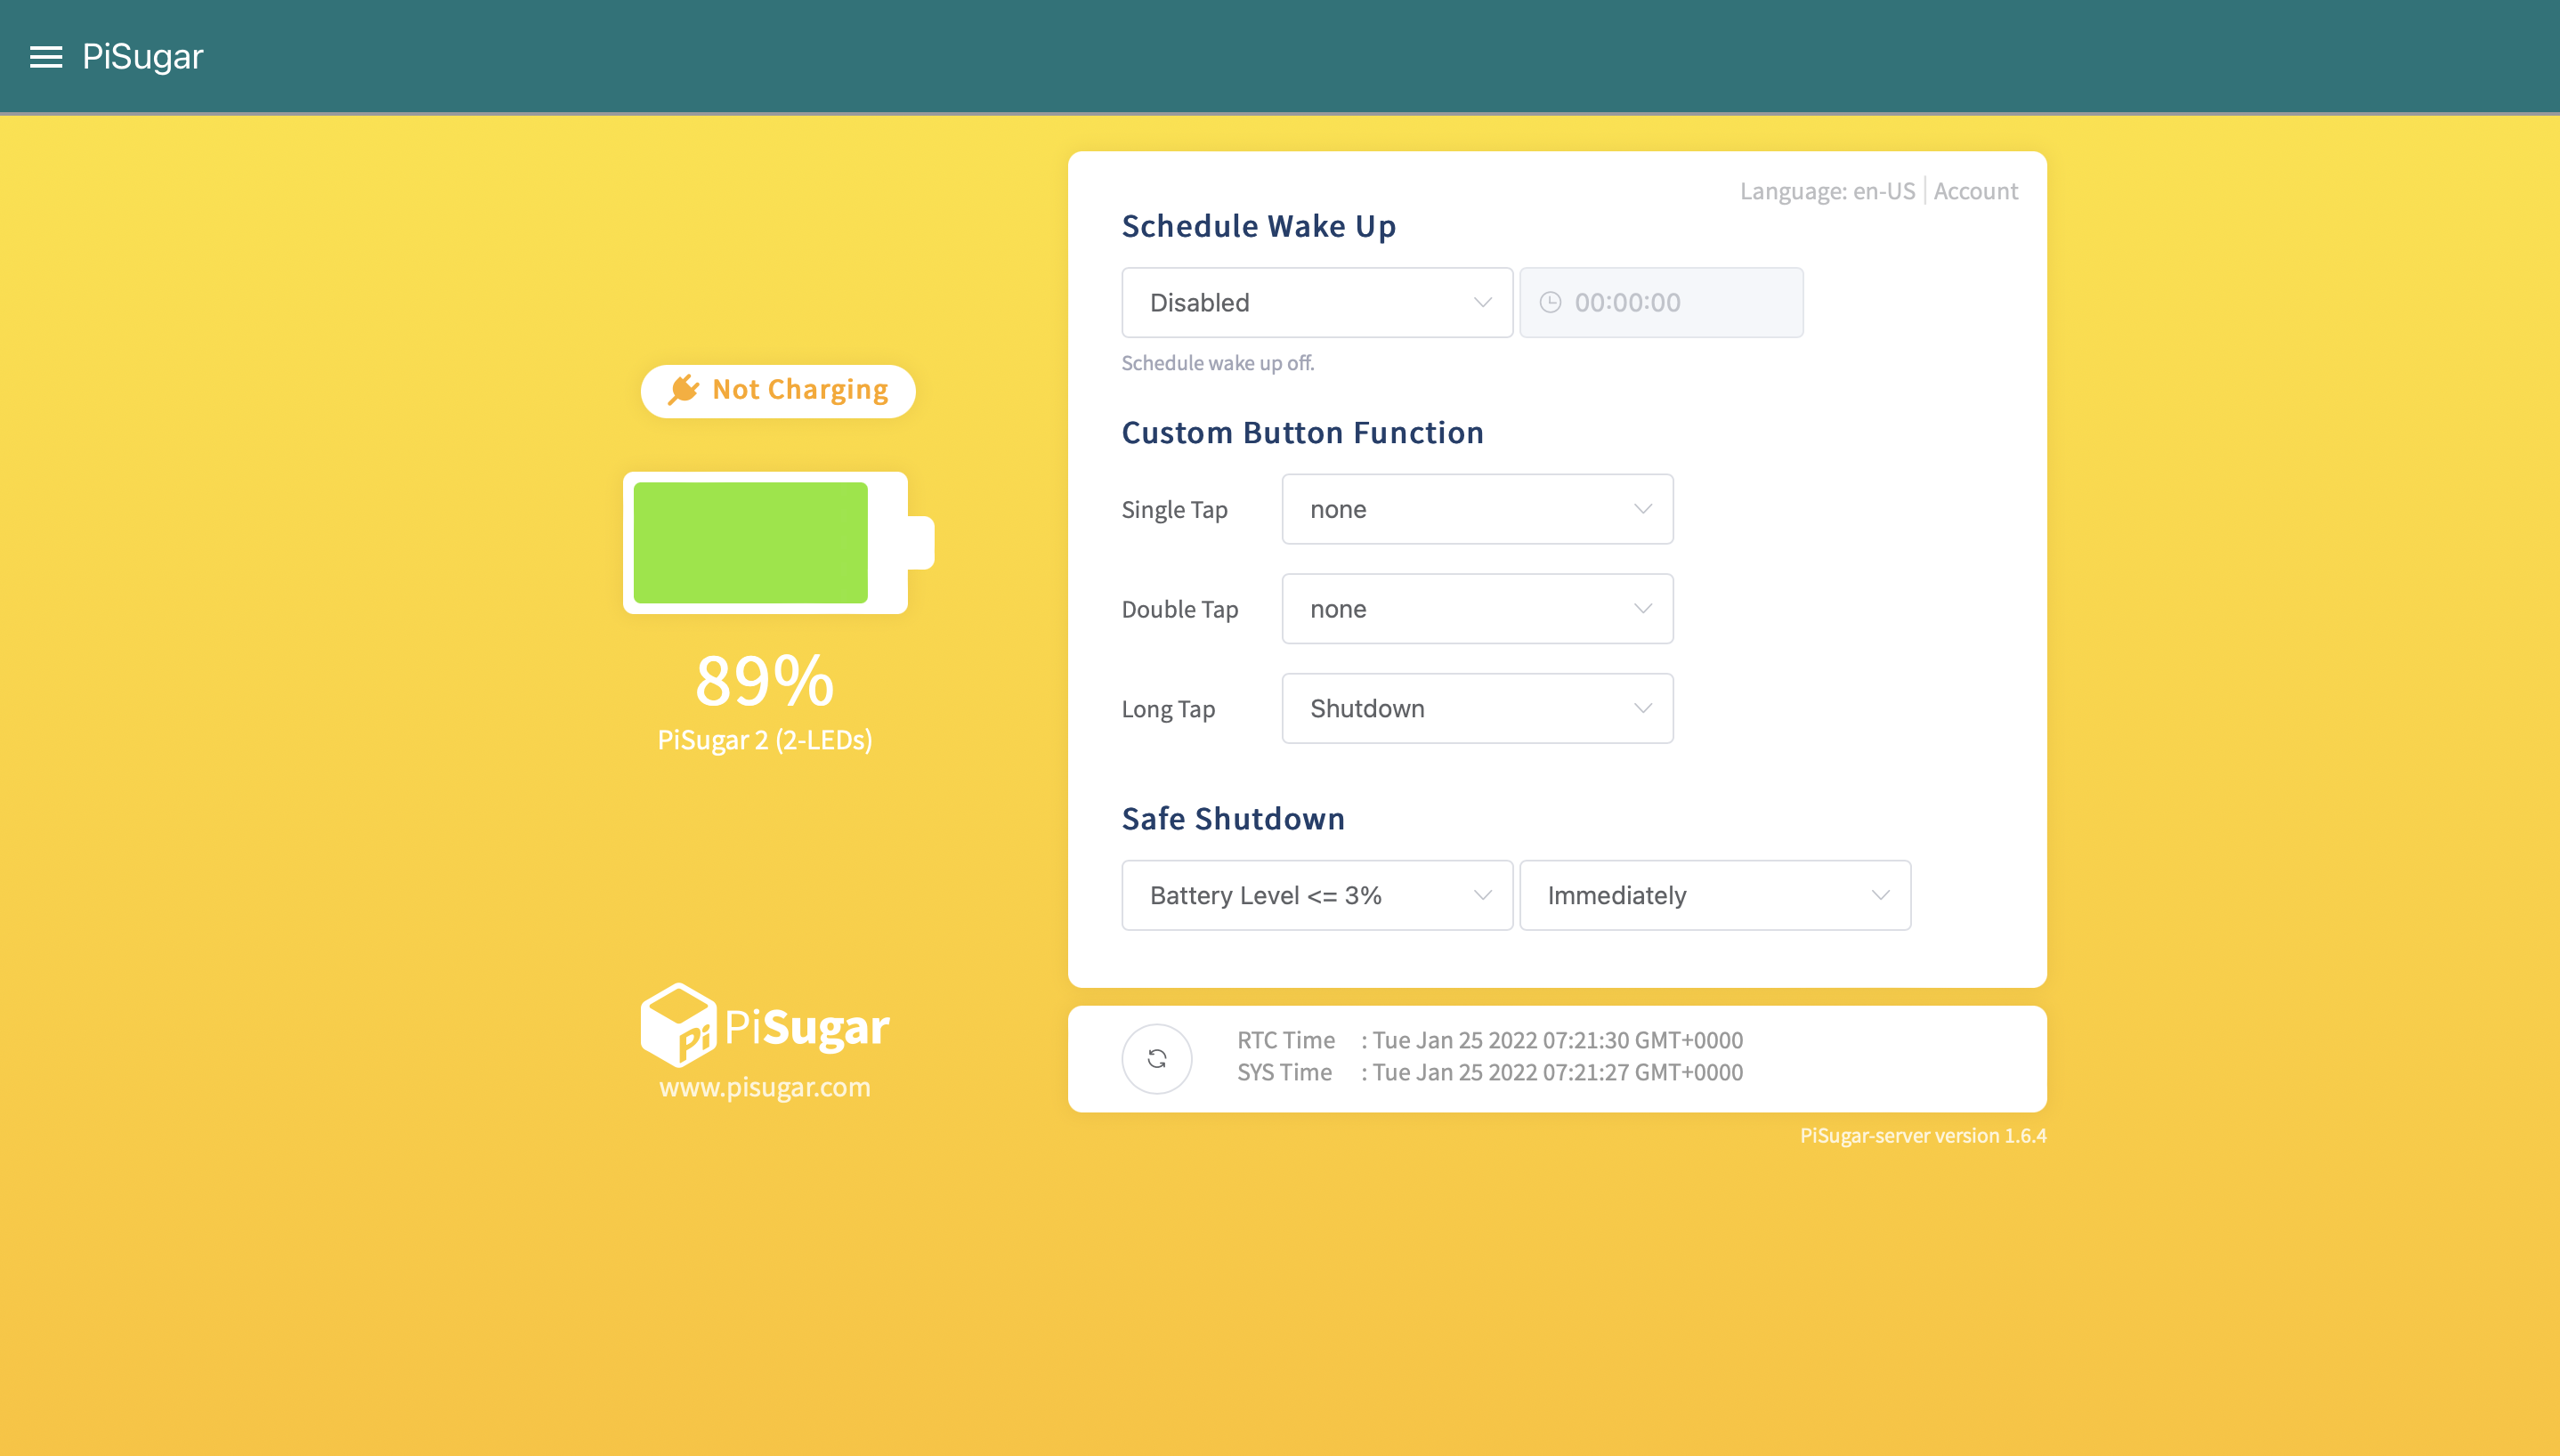 PiSugar
Language: en-US | Account
Schedule Wake Up
Disabled
00:00:00
Schedule wake up off.
Not Charging
Custom Button Function
Single Tap
none
Double Tap
none
Long Tap
Shutdown
89%
PiSugar 2 (2-LEDs)
Safe Shutdown
Battery Level <= 3%
Immediately
Pi PiSugar
www.pisugar.com
RTC Time : Tue Jan 25 2022 07:21:30 GMT+0000
SYS Time : Tue Jan 25 2022 07:21:27 GMT+0000
PiSugar-server version 1.6.4